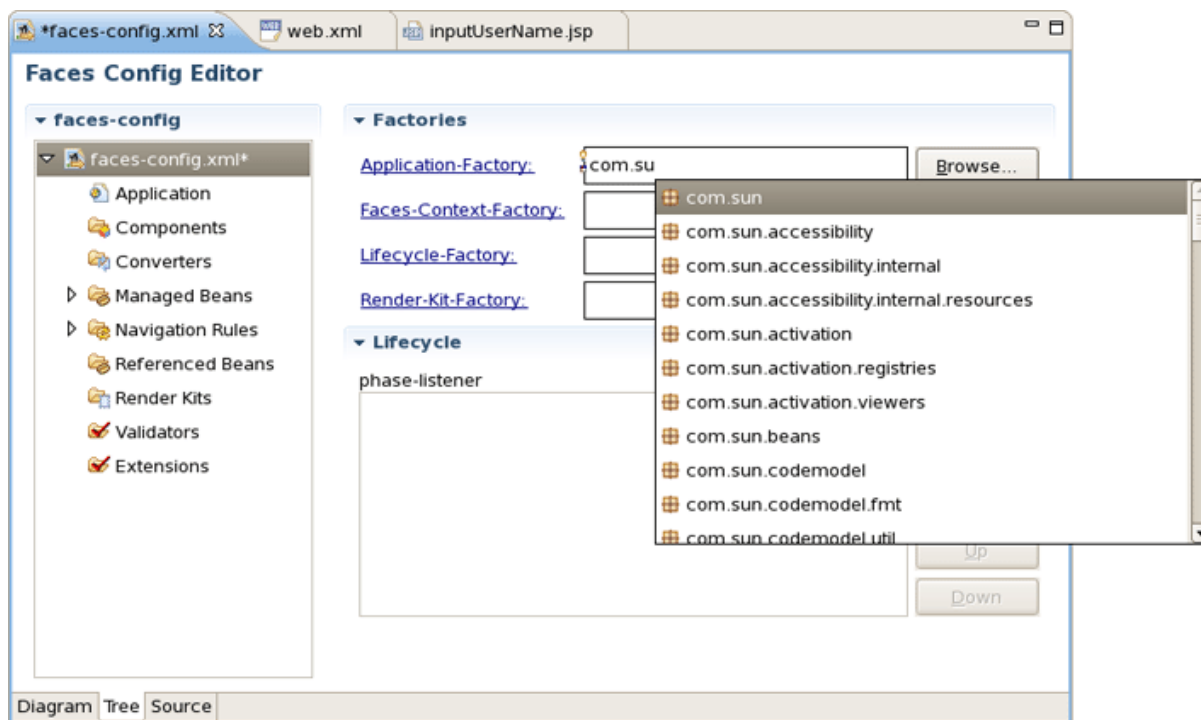 *faces-config.xml
web.xml
inputUserName.jsp
Faces Config Editor
faces-config
faces-config.xml*
Application
Components
Converters
Managed Beans
Navigation Rules
Referenced Beans
Render Kits
Validators
Extensions
Factories
Application-Factory:
com.su
Browse...
Faces-Context-Factory:
Lifecycle-Factory:
Render-Kit-Factory:
com.sun
com.sun.accessibility
com.sun.accessibility.internal
com.sun.accessibility.internal.resources
com.sun.activation
com.sun.activation.registries
com.sun.activation.viewers
com.sun.beans
com.sun.codemodel
com.sun.codemodel.fmt
com.sun.codemodel.util
Lifecycle
phase-listener
Up
Down
Diagram Tree Source